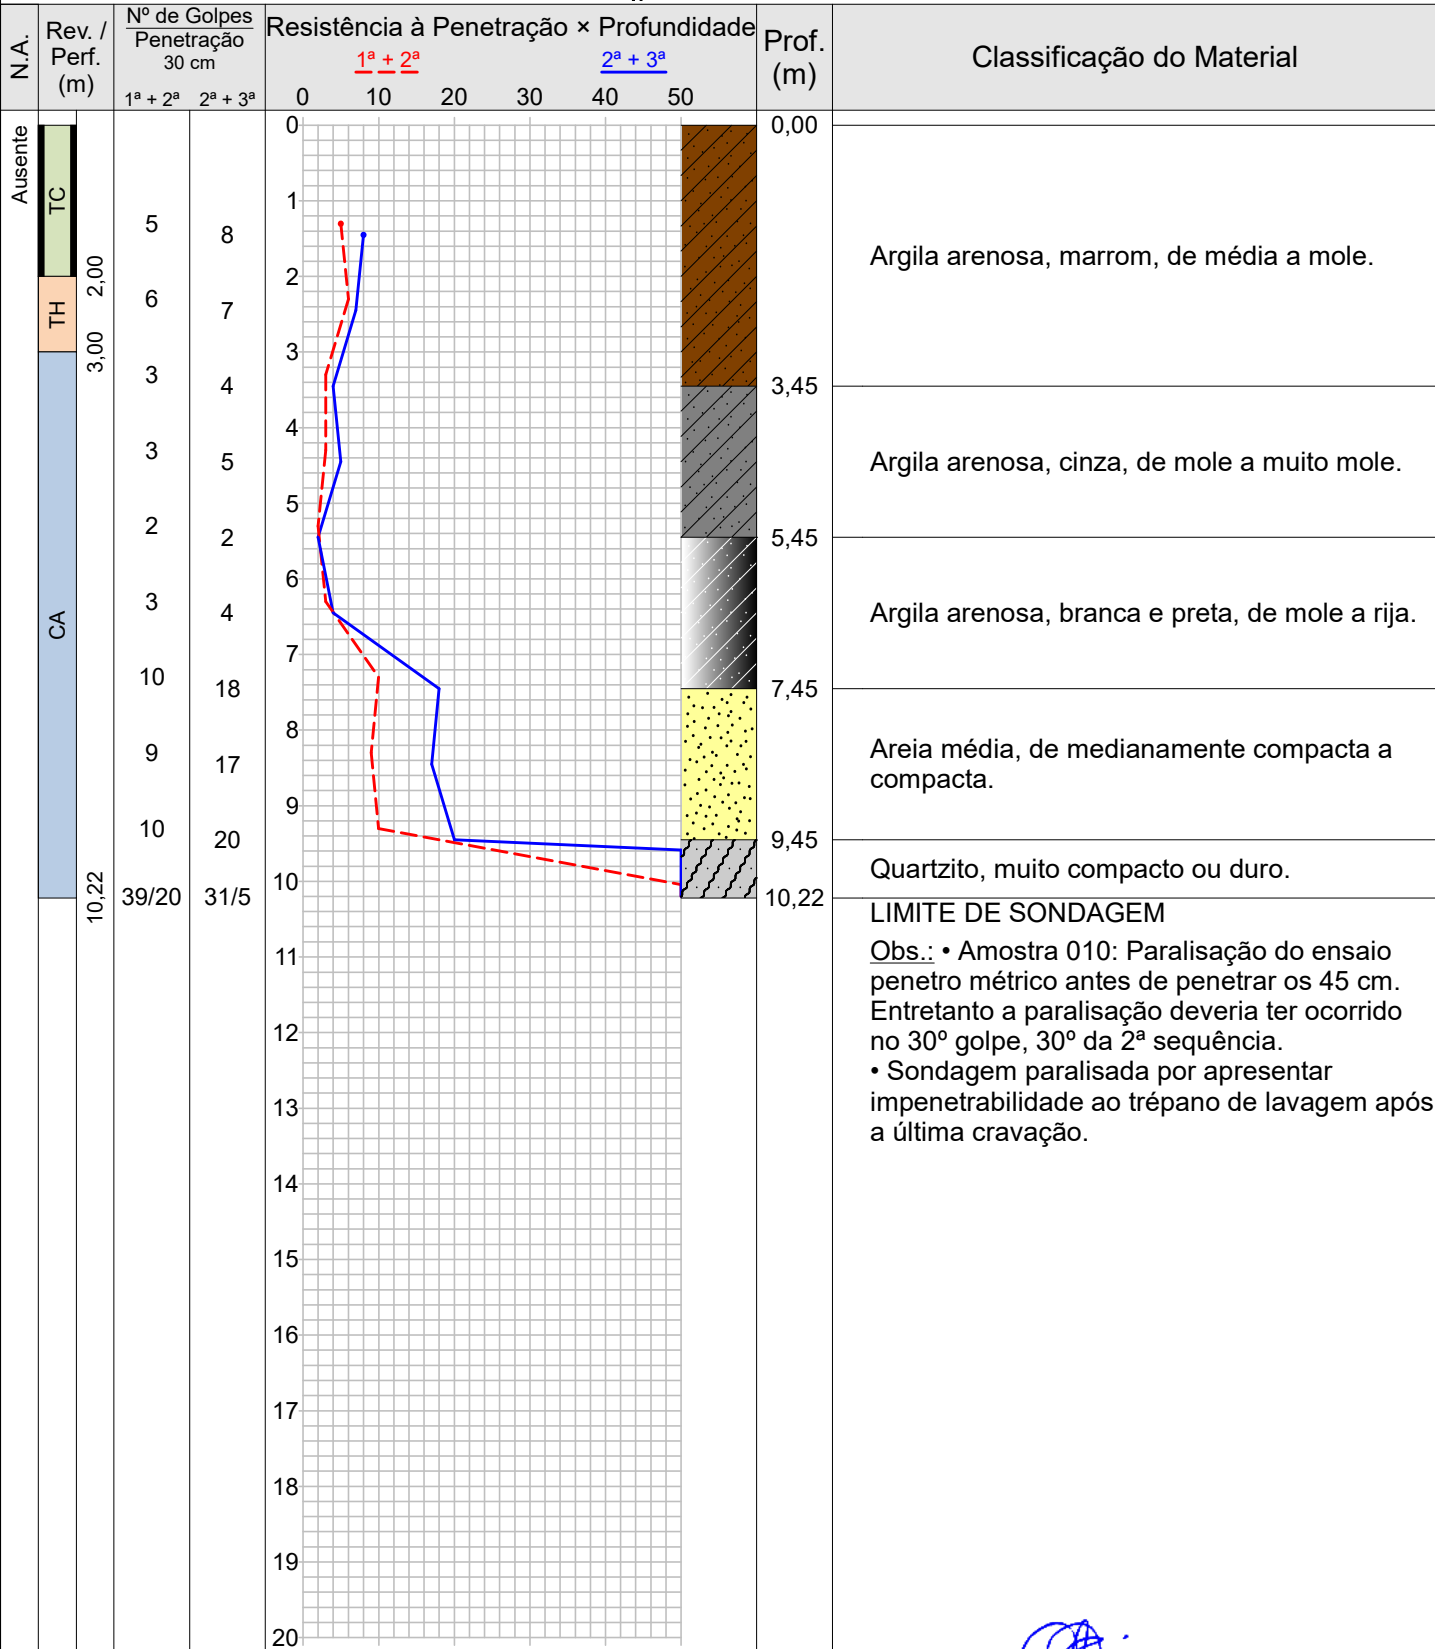 N.A.
Rev. /
Perf.
(m)
Nº de Golpes
Penetração
30 cm
1ª + 2ª 2ª + 3ª
Resistência à Penetração × Profundidade
1ª + 2ª 2ª + 3ª
0 10 20 30 40 50
Prof.
(m)
Classificação do Material
Ausente
TC
2,00
TH
3,00
CA
10,22
5 8
6 7
3 4
3 5
2 2
3 4
10 18
9 17
10 20
39/20 31/5
0
1
2
3
4
5
6
7
8
9
10
11
12
13
14
15
16
17
18
19
20
0,00
Argila arenosa, marrom, de média a mole.
3,45
Argila arenosa, cinza, de mole a muito mole.
5,45
Argila arenosa, branca e preta, de mole a rija.
7,45
Areia média, de medianamente compacta a
compacta.
9,45
Quartzito, muito compacto ou duro.
10,22
LIMITE DE SONDAGEM
Obs.: • Amostra 010: Paralisação do ensaio
penetro métrico antes de penetrar os 45 cm.
Entretanto a paralisação deveria ter ocorrido
no 30º golpe, 30º da 2ª sequência.
• Sondagem paralisada por apresentar
impenetrabilidade ao trépano de lavagem após
a última cravação.